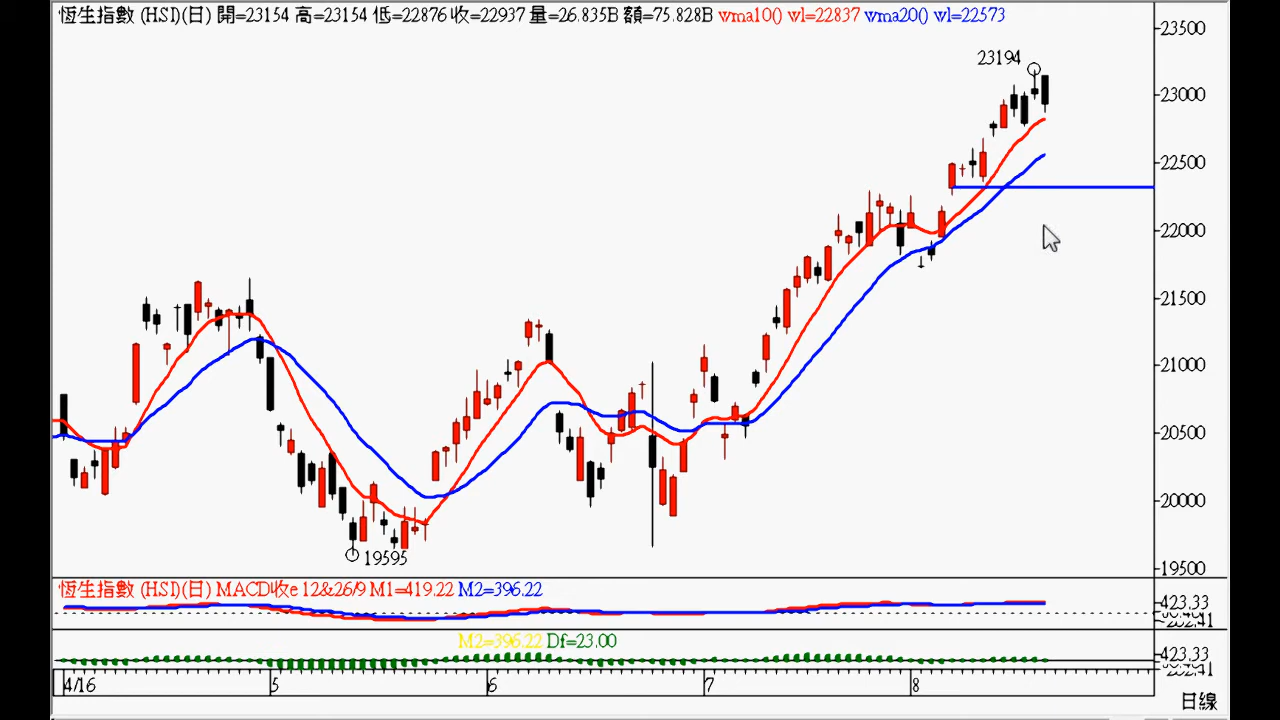 恆生指數 (HSI)(日) 開=23154 高=23154 低=22876 收=22937 量=26.835B 額=75.828B wma10() wl=22837 wma20() wl=22573
23500
23194
23000
22500
22000
21500
21000
20500
20000
19595
19500
恆生指數 (HSI)(日) MACD收e 12&26/9 M1=419.22 M2=396.22
423.33
M2=396.22 Df=23.00
423.33
4/16 5 6 7 8
日線